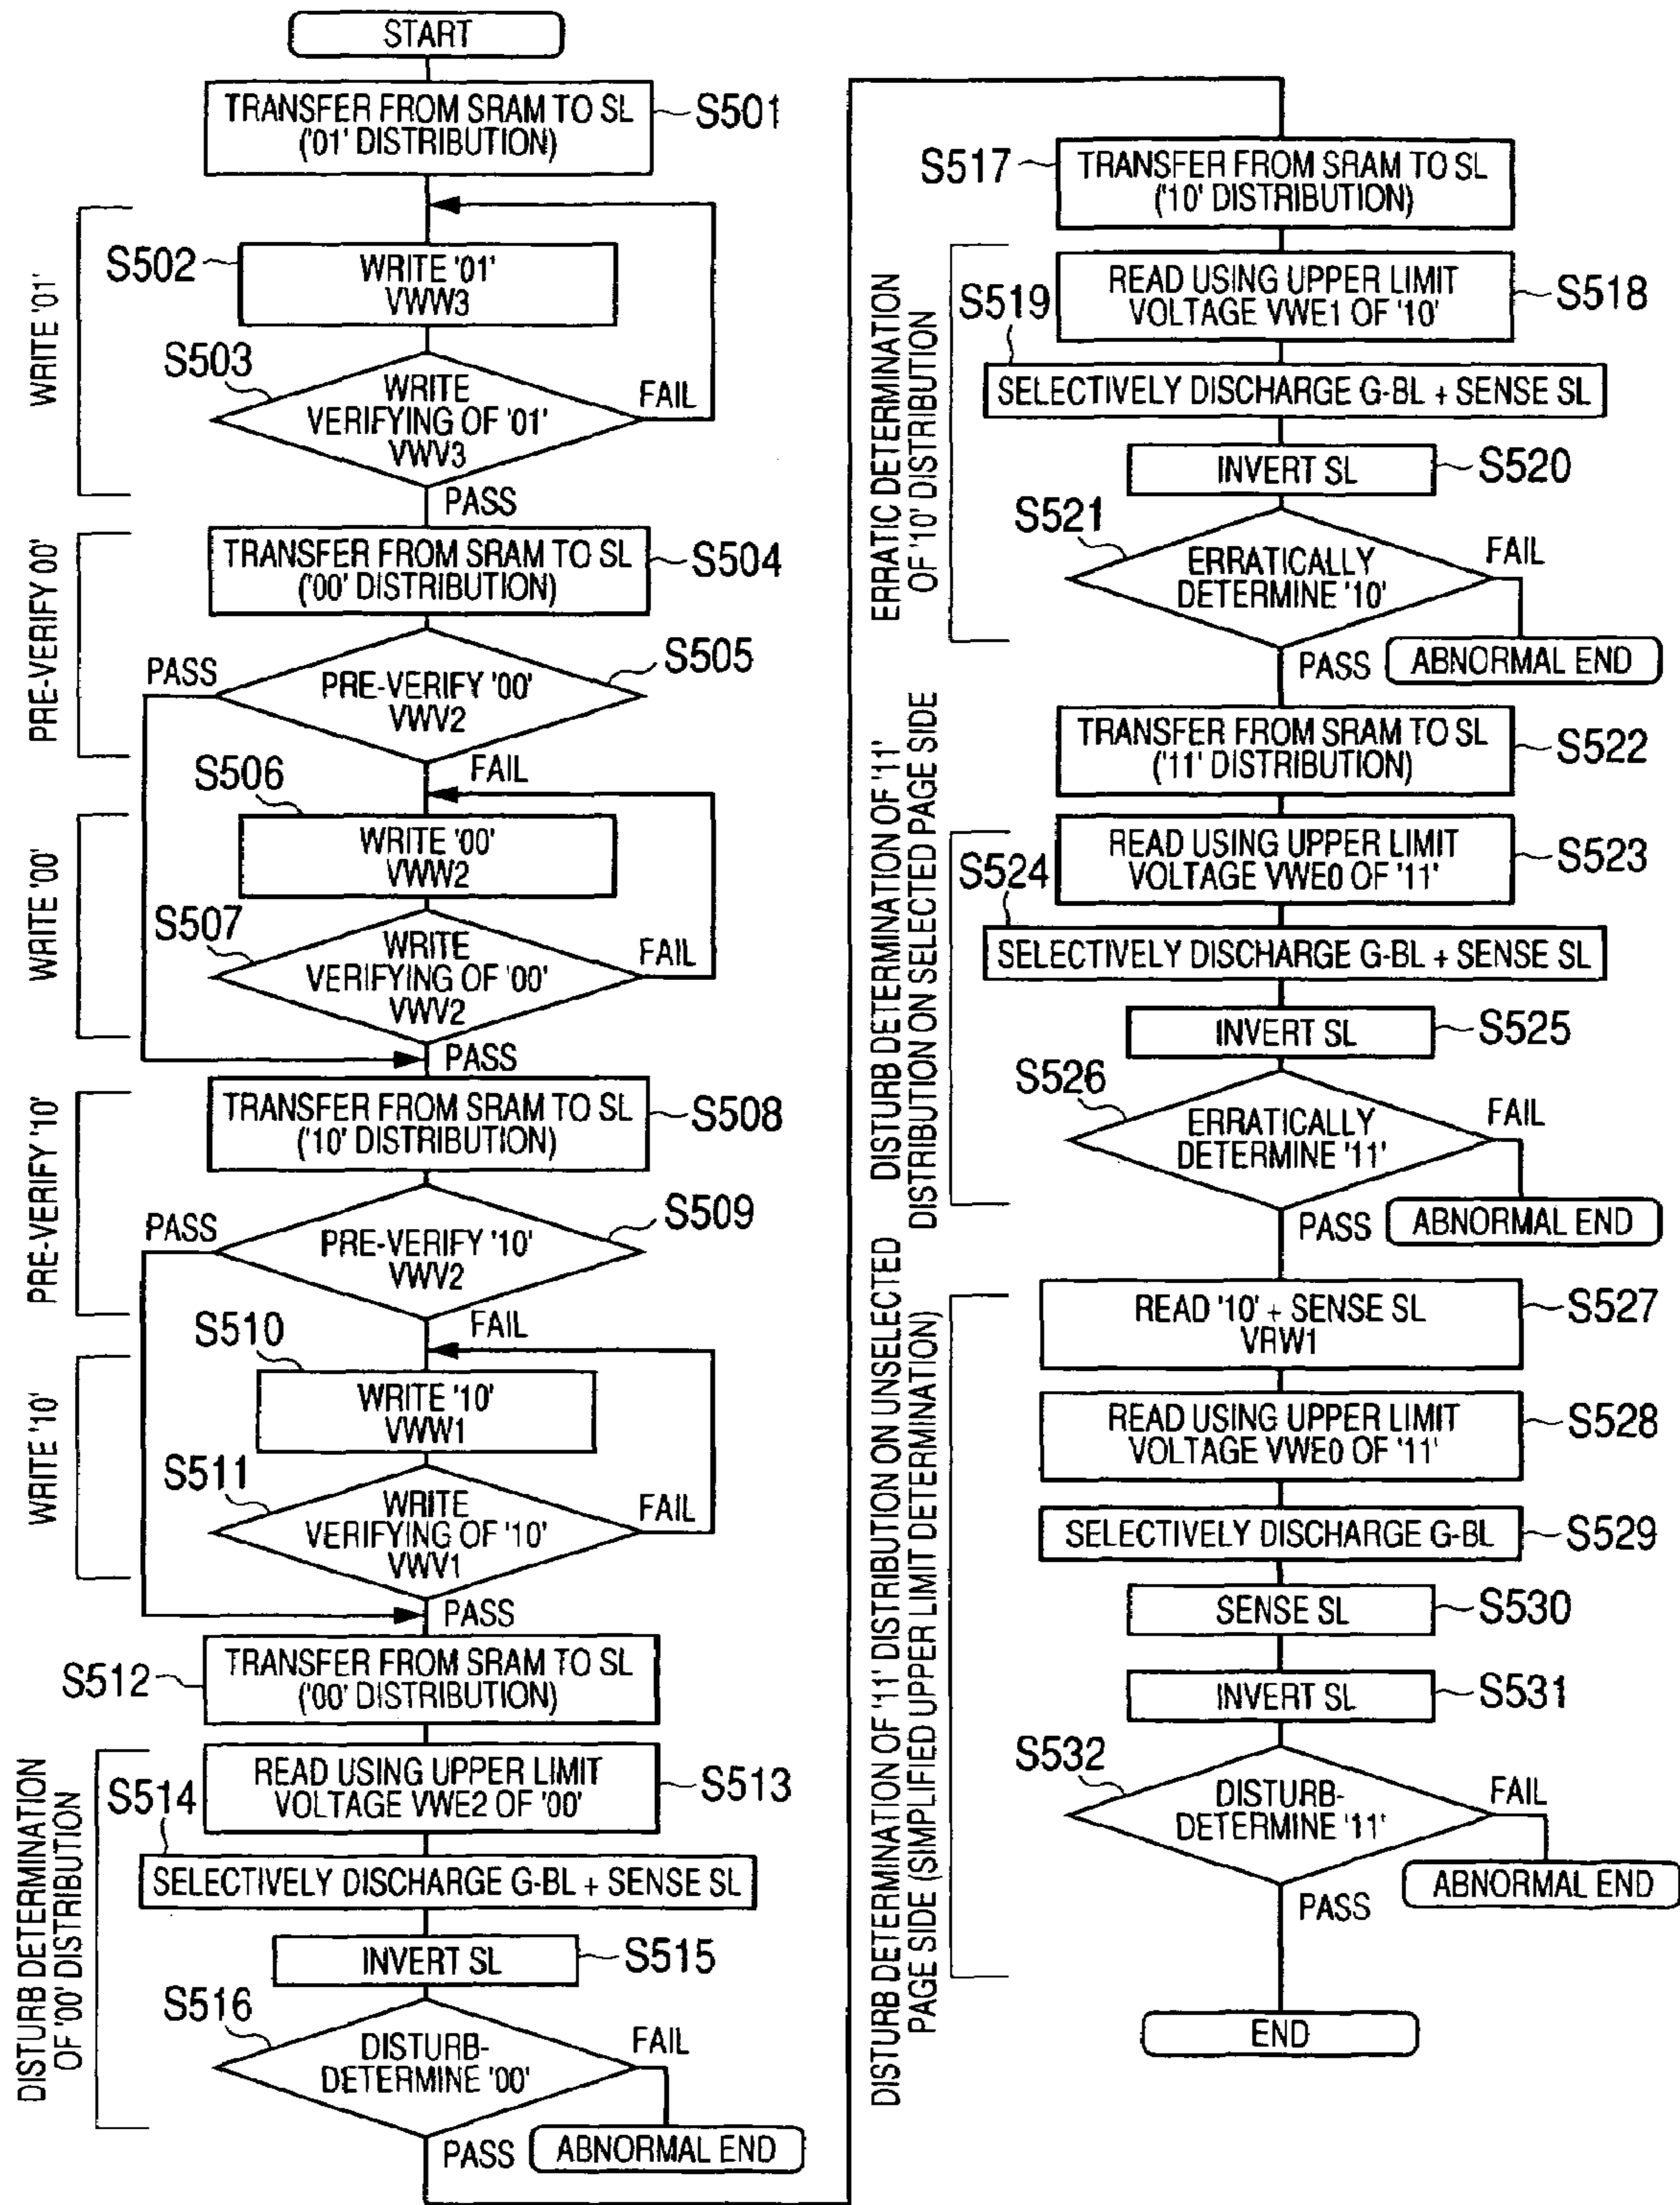 START
TRANSFER FROM SRAM TO SL
('01' DISTRIBUTION)
S501
WRITE '01'
S502
WRITE '01'
VWW3
S503
WRITE
VERIFYING OF '01'
VWV3
FAIL
PASS
PRE-VERIFY 00'
TRANSFER FROM SRAM TO SL
('00' DISTRIBUTION)
S504
PASS
PRE-VERIFY '00'
VWV2
S505
FAIL
WRITE '00'
S506
WRITE '00'
VWW2
S507
WRITE
VERIFYING OF '00'
VWV2
FAIL
PASS
PRE-VERIFY '10'
TRANSFER FROM SRAM TO SL
('10' DISTRIBUTION)
S508
PASS
PRE-VERIFY '10'
VWV2
S509
FAIL
WRITE '10'
S510
WRITE '10'
VWW1
S511
WRITE
VERIFYING OF '10'
VWV1
FAIL
PASS
S512
TRANSFER FROM SRAM TO SL
('00' DISTRIBUTION)
DISTURB DETERMINATION
OF '00' DISTRIBUTION
READ USING UPPER LIMIT
VOLTAGE VWE2 OF '00'
S513
S514
SELECTIVELY DISCHARGE G-BL + SENSE SL
INVERT SL
S515
S516
DISTURB-
DETERMINE '00'
FAIL
ABNORMAL END
PASS
S517
TRANSFER FROM SRAM TO SL
('10' DISTRIBUTION)
ERRATIC DETERMINATION
OF '10' DISTRIBUTION
READ USING UPPER LIMIT
VOLTAGE VWE1 OF '10'
S518
S519
SELECTIVELY DISCHARGE G-BL + SENSE SL
INVERT SL
S520
S521
ERRATICALLY
DETERMINE '10'
FAIL
ABNORMAL END
PASS
TRANSFER FROM SRAM TO SL
('11' DISTRIBUTION)
S522
DISTURB DETERMINATION OF '11'
DISTRIBUTION ON SELECTED PAGE SIDE
READ USING UPPER LIMIT
VOLTAGE VWE0 OF '11'
S523
S524
SELECTIVELY DISCHARGE G-BL + SENSE SL
INVERT SL
S525
S526
ERRATICALLY
DETERMINE '11'
FAIL
ABNORMAL END
PASS
DISTURB DETERMINATION OF '11' DISTRIBUTION ON UNSELECTED
PAGE SIDE (SIMPLIFIED UPPER LIMIT DETERMINATION)
READ '10' + SENSE SL
VRW1
S527
READ USING UPPER LIMIT
VOLTAGE VWE0 OF '11'
S528
SELECTIVELY DISCHARGE G-BL
S529
SENSE SL
S530
INVERT SL
S531
S532
DISTURB-
DETERMINE '11'
FAIL
ABNORMAL END
PASS
END